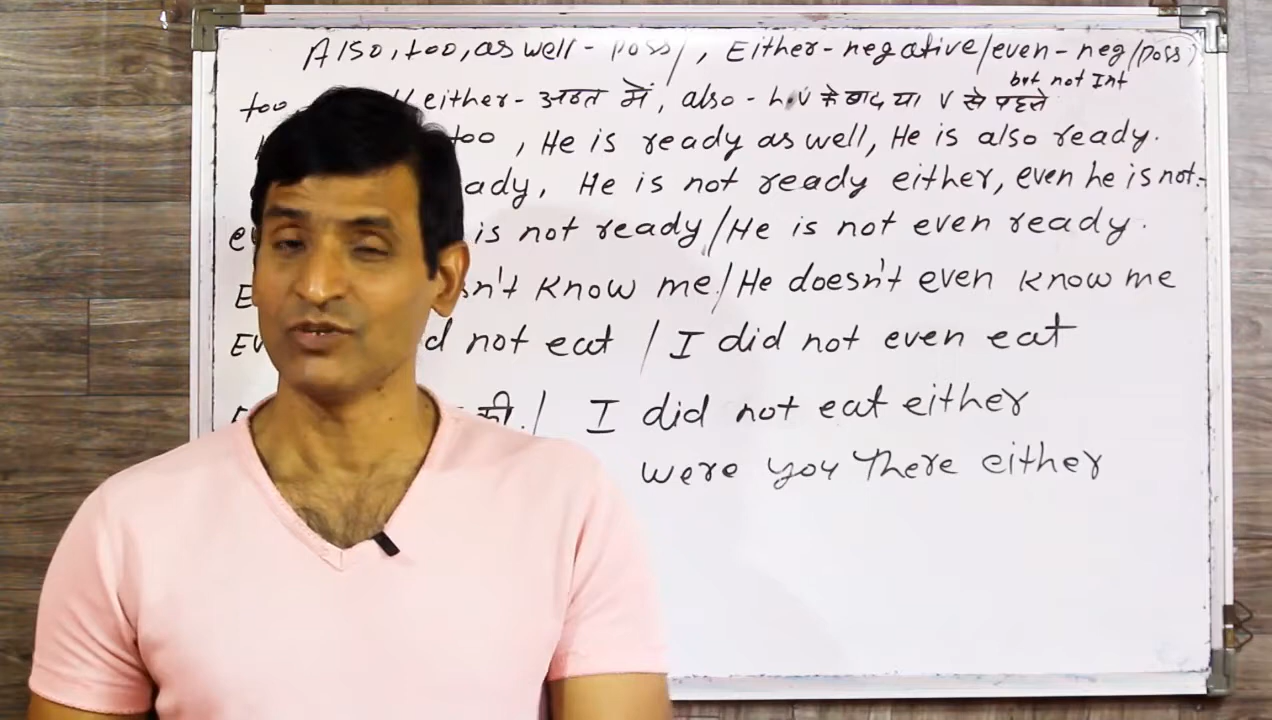 Also, too, as well - poss/, Either - negative/even - neg/poss)
but not Int
too, either - अन्त में, also - h.v के बाद या v से पहले
too, He is ready as well, He is also ready.
ady, He is not ready either, even he is not.
is not ready/He is not even ready.
n't know me./He doesn't even know me
d not eat / I did not even eat
की. / I did not eat either
were you there either